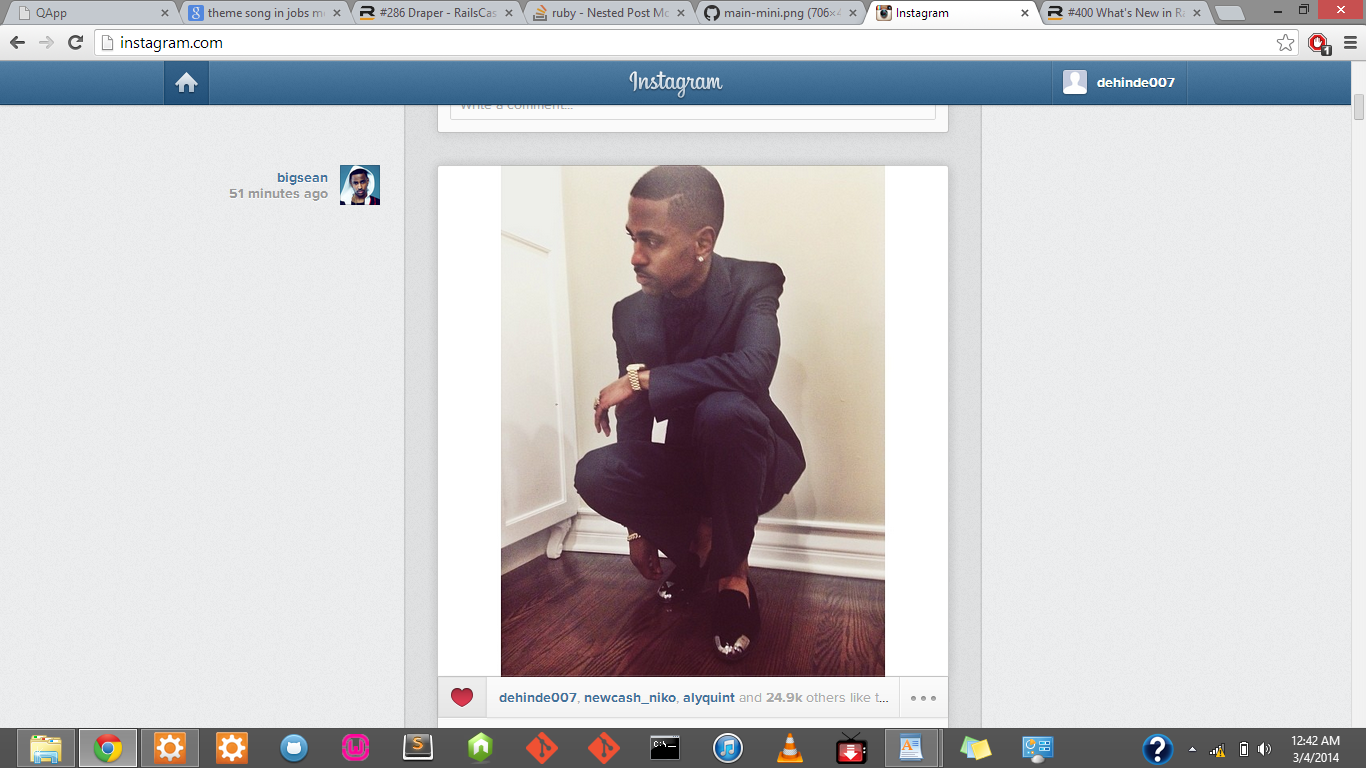 QApp
theme song in jobs m
#286 Draper - RailsCas
ruby - Nested Post Mo
main-mini.png (706×4
Instagram
#400 What's New in Ra
instagram.com
1
Instagram
dehinde007
Write a comment...
bigsean
51 minutes ago
dehinde007, newcash_niko, alyquint and 24.9k others like t...
C:\_
12:42 AM
3/4/2014